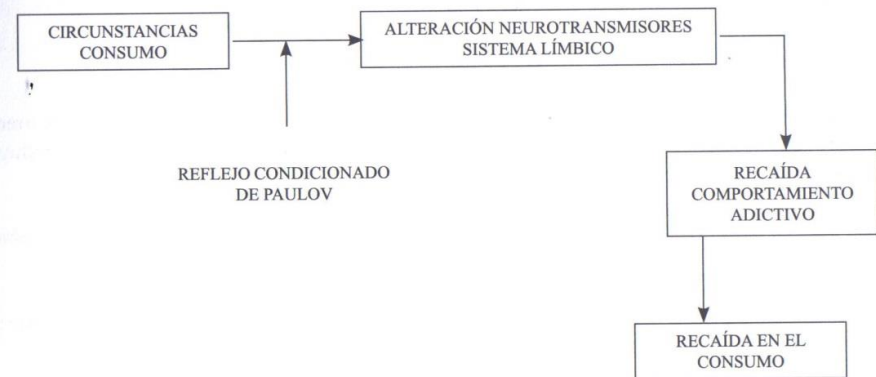 CIRCUNSTANCIAS
CONSUMO
ALTERACIÓN NEUROTRANSMISORES
SISTEMA LÍMBICO
REFLEJO CONDICIONADO
DE PAULOV
RECAÍDA
COMPORTAMIENTO
ADICTIVO
RECAÍDA EN EL
CONSUMO